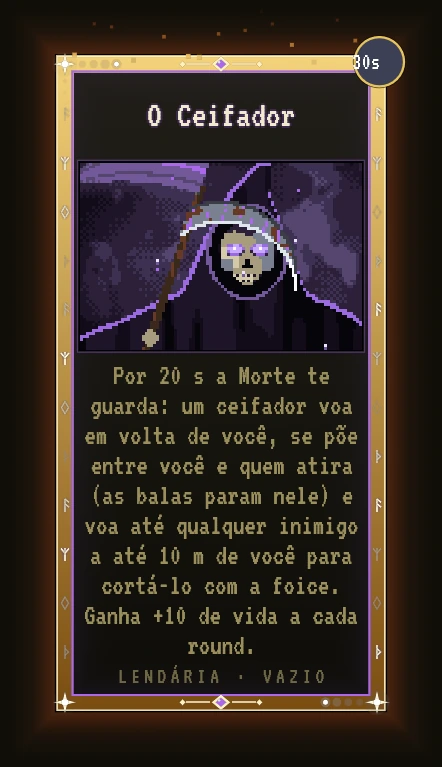 30s
O Ceifador
Por 20 s a Morte te
guarda: um ceifador voa
em volta de você, se põe
entre você e quem atira
(as balas param nele) e
voa até qualquer inimigo
a até 10 m de você para
cortá-lo com a foice.
Ganha +10 de vida a cada
round.
LENDÁRIA · VAZIO